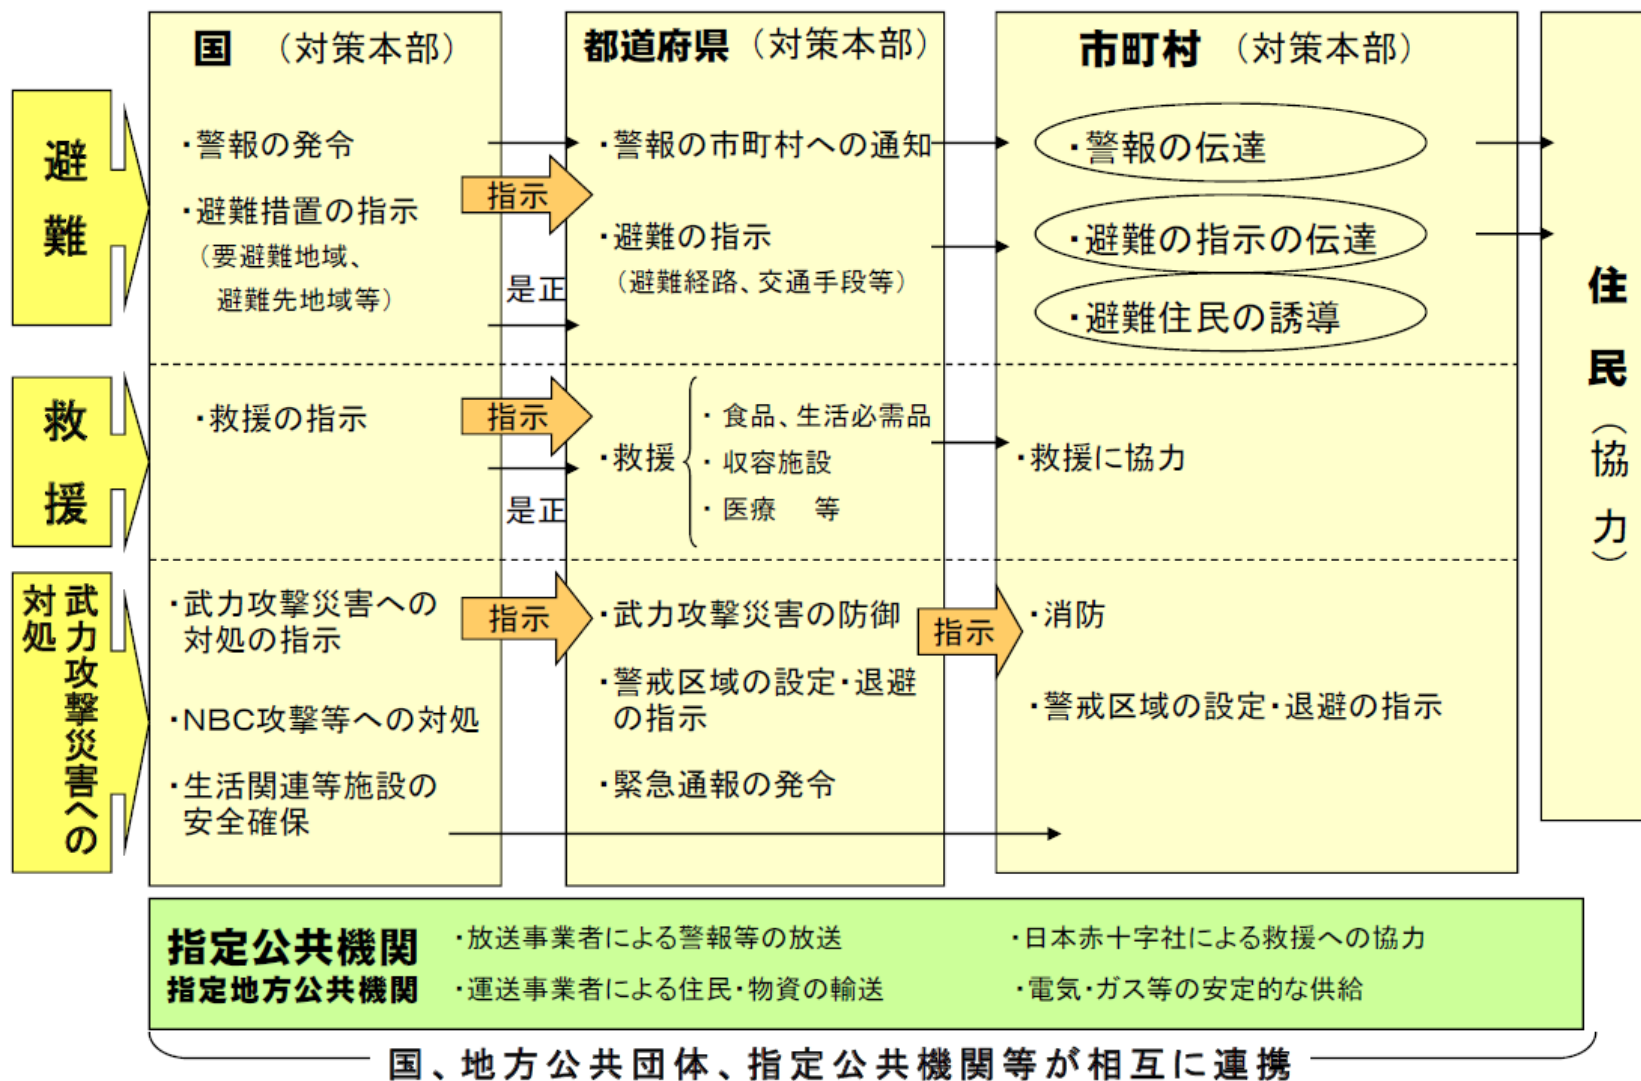 国 （対策本部）
都道府県（対策本部）
市町村 （対策本部）
避難
・警報の発令
・避難措置の指示
（要避難地域、
避難先地域等）
指示
是正
・警報の市町村への通知
・避難の指示
（避難経路、交通手段等）
・警報の伝達
・避難の指示の伝達
・避難住民の誘導
救援
・救援の指示
指示
是正
・救援
・ 食品、生活必需品
・ 収容施設
・ 医療 等
・救援に協力
武力攻撃災害への
対処
・武力攻撃災害への
対処の指示
・NBC攻撃等への対処
・生活関連等施設の
安全確保
指示
・武力攻撃災害の防御
・警戒区域の設定・退避
の指示
・緊急通報の発令
指示
・消防
・警戒区域の設定・退避の指示
住民（協力）
指定公共機関
指定地方公共機関
・放送事業者による警報等の放送
・日本赤十字社による救援への協力
・運送事業者による住民・物資の輸送
・電気・ガス等の安定的な供給
国、地方公共団体、指定公共機関等が相互に連携